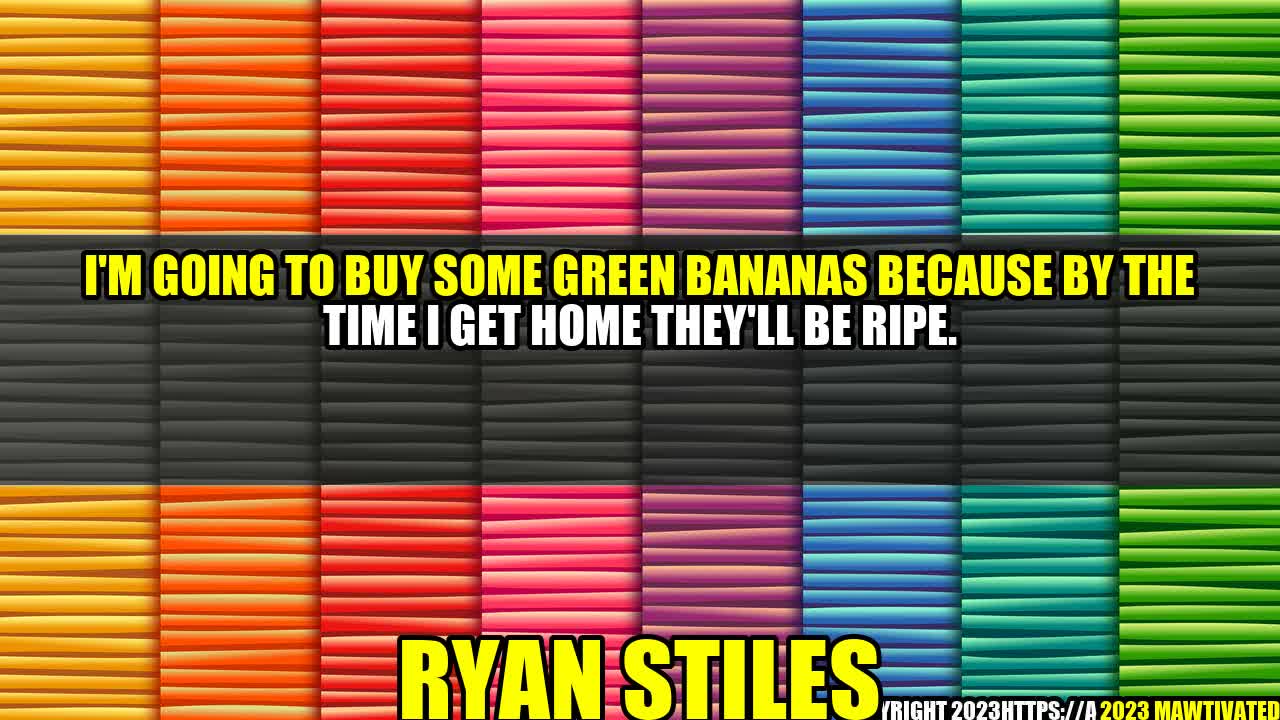 I'M GOING TO BUY SOME GREEN BANANAS BECAUSE BY THE
TIME I GET HOME THEY'LL BE RIPE.
RYAN STILES
YRIGHT 2023HTTPS://A 2023 MAWTIVATED